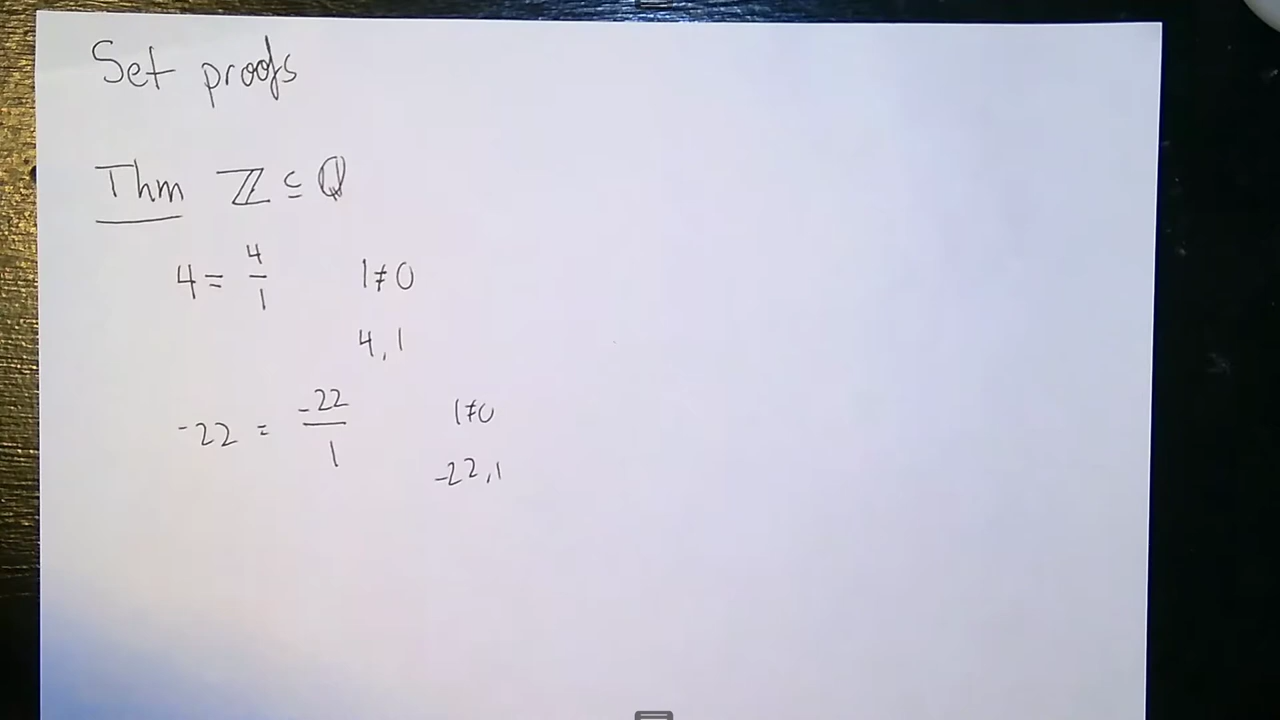 Set proofs
Thm ℤ ⊆ ℚ
4 = 4/1 1≠0
4, 1
-22 = -22/1 1≠0
-22, 1